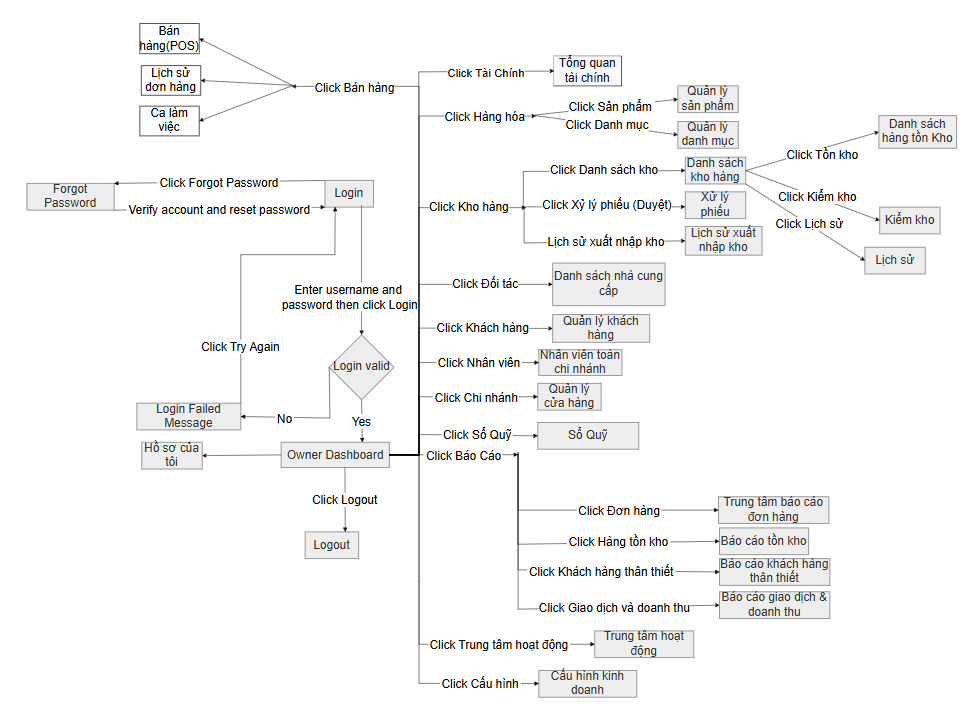 Bán
hàng(POS)
Lịch sử
đơn hàng
Ca làm
việc
Click Bán hàng
Click Tài Chính
Tổng quan
tài chính
Click Hàng hóa
Click Sản phẩm
Quản lý
sản phẩm
Click Danh mục
Quản lý
danh mục
Click Kho hàng
Click Danh sách kho
Danh sách
kho hàng
Click Tồn kho
Danh sách
hàng tồn Kho
Click Kiểm kho
Kiểm kho
Click Lịch sử
Lịch sử
Click Xỷ lý phiếu (Duyệt)
Xử lý
phiếu
Lịch sử xuất nhập kho
Lịch sử xuất
nhập kho
Forgot
Password
Click Forgot Password
Login
Verify account and reset password
Enter username and
password then click Login
Click Try Again
Login valid
Login Failed
Message
No
Yes
Hồ sơ của
tôi
Owner Dashboard
Click Logout
Logout
Click Đối tác
Danh sách nhà cung
cấp
Click Khách hàng
Quản lý khách
hàng
Click Nhân viên
Nhân viên toàn
chi nhánh
Click Chi nhánh
Quản lý
cửa hàng
Click Sổ Quỹ
Sổ Quỹ
Click Báo Cáo
Click Đơn hàng
Trung tâm báo cáo
đơn hàng
Click Hàng tồn kho
Báo cáo tồn kho
Click Khách hàng thân thiết
Báo cáo khách hàng
thân thiết
Click Giao dịch và doanh thu
Báo cáo giao dịch &
doanh thu
Click Trung tâm hoạt động
Trung tâm hoạt
động
Click Cấu hình
Cấu hình kinh
doanh